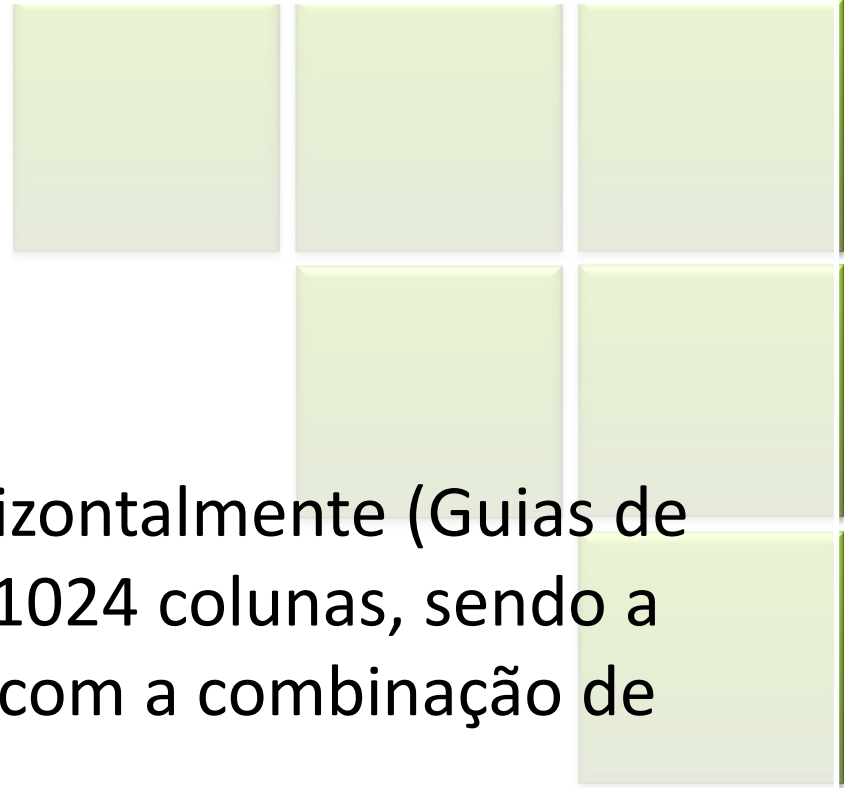 izontalmente (Guias de
1024 colunas, sendo a
com a combinação de